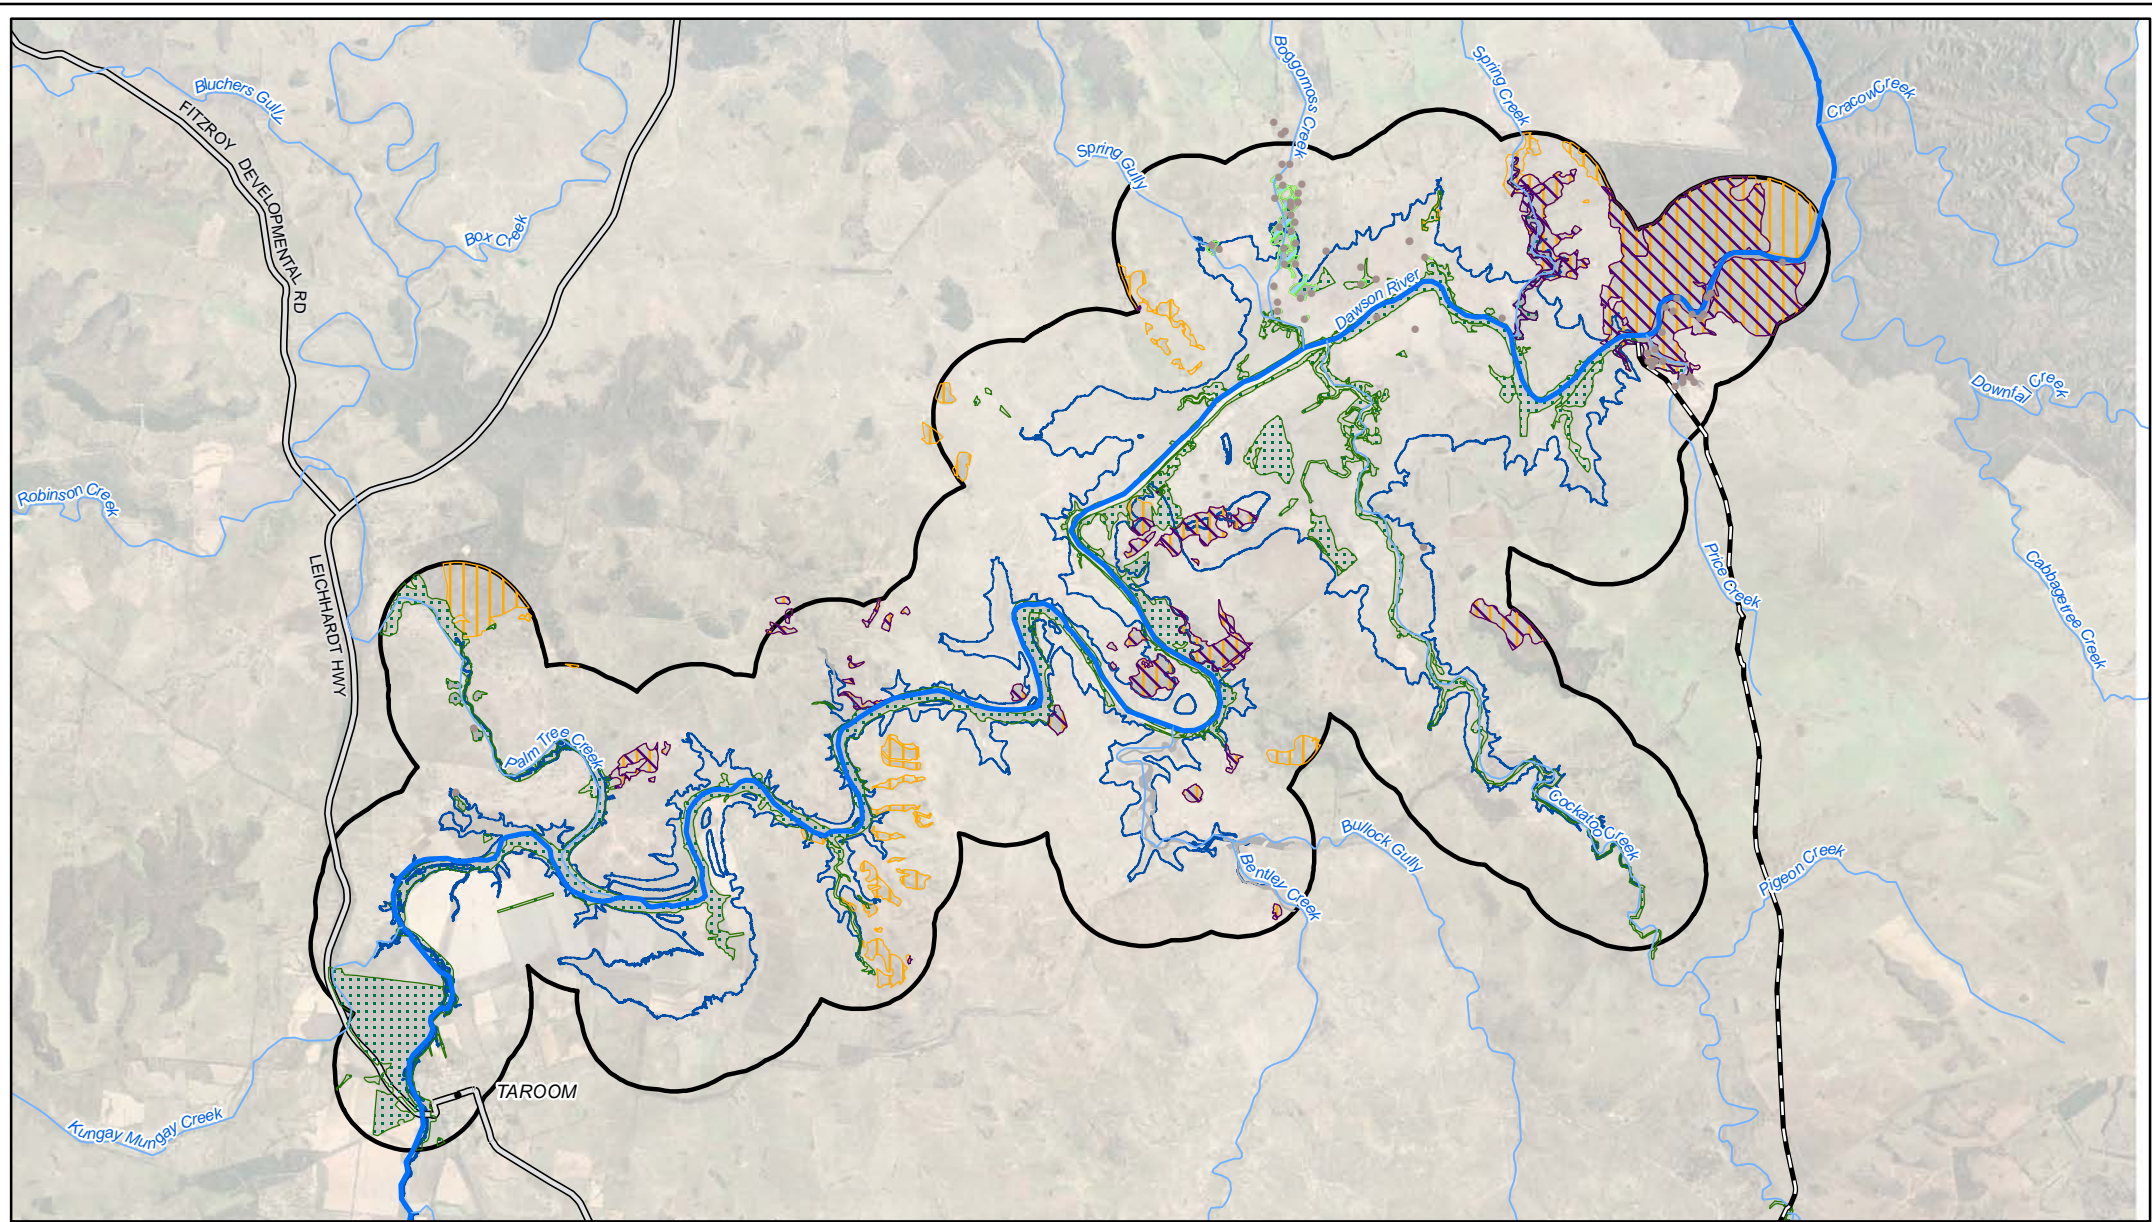 Bluchers Gully
FITZROY DEVELOPMENTAL RD
Box Creek
Spring Gully
Boggomoss Creek
Spring Creek
Cracow Creek
Dawson River
Downfal Creek
Robinson Creek
LEICHHARDT HWY
Price Creek
Cabbagetree Creek
Palm Tree Creek
Cockatoo Creek
Bullock Gully
Bentley Creek
Pigeon Creek
TAROOM
Kungay Mungay Creek